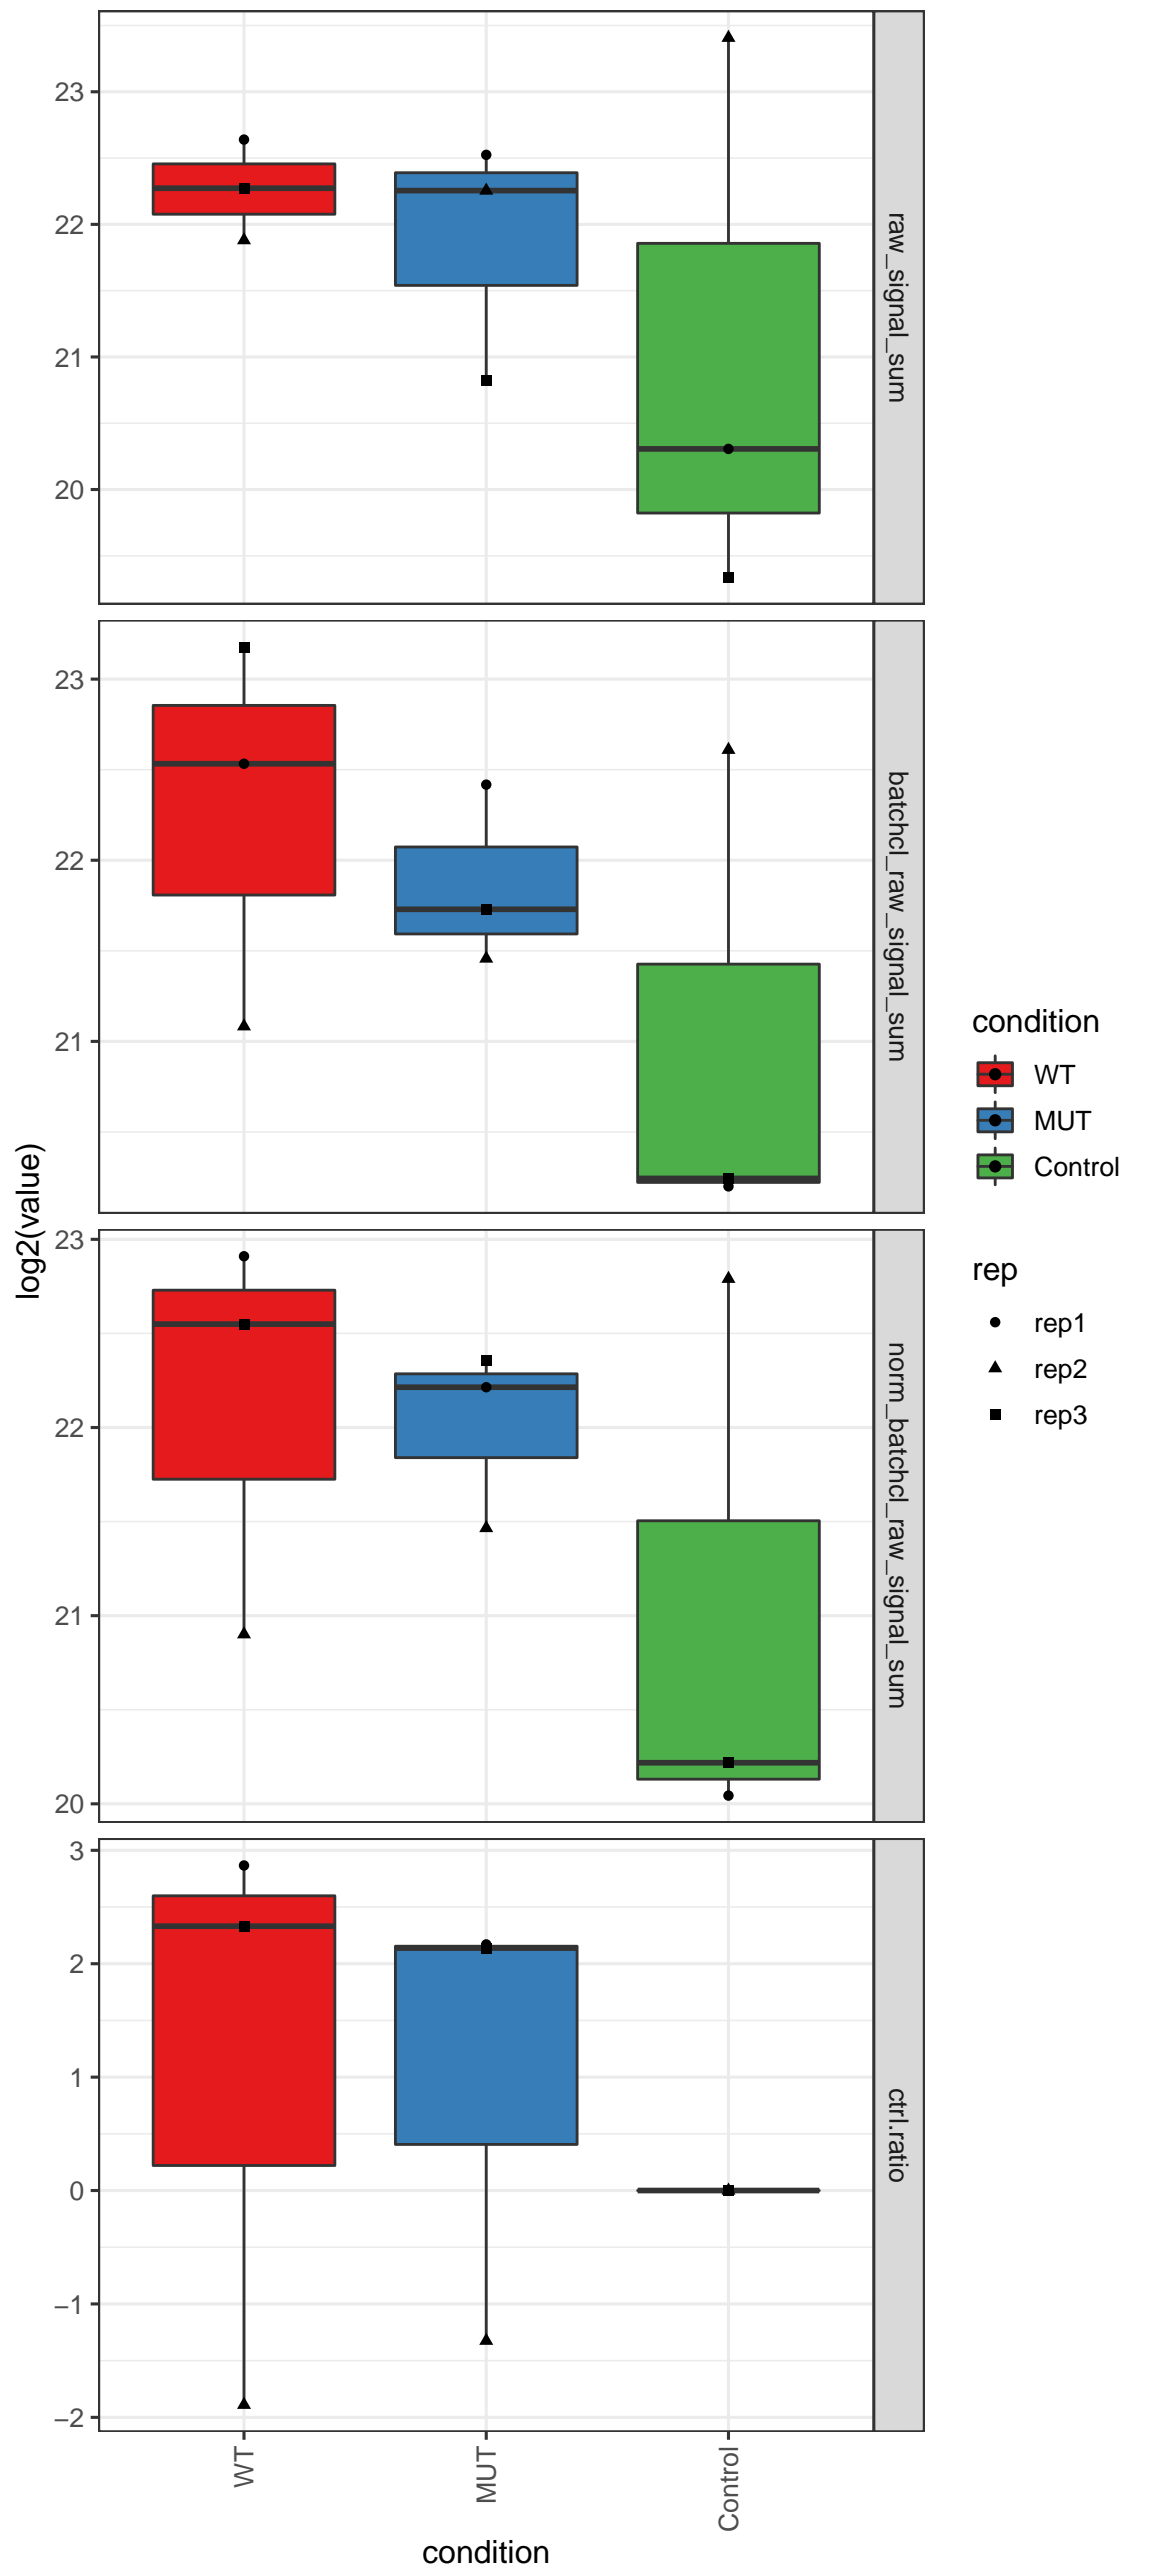 23
22
21
20
raw_signal_sum
23
22
21
batchcl_raw_signal_sum
23
22
21
20
norm_batchcl_raw_signal_sum
3
2
1
0
−1
−2
ctrl.ratio
log2(value)
WT
MUT
Control
condition
condition
WT
MUT
Control
rep
rep1
rep2
rep3